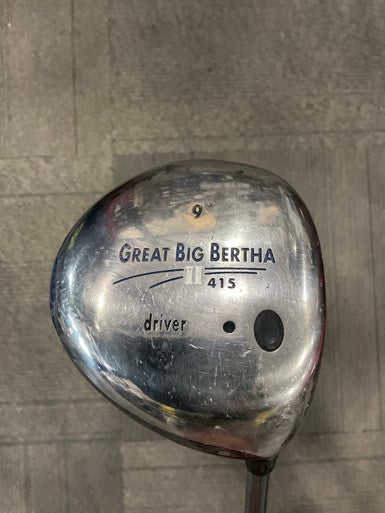 9
GREAT BIG BERTHA
II 415
driver